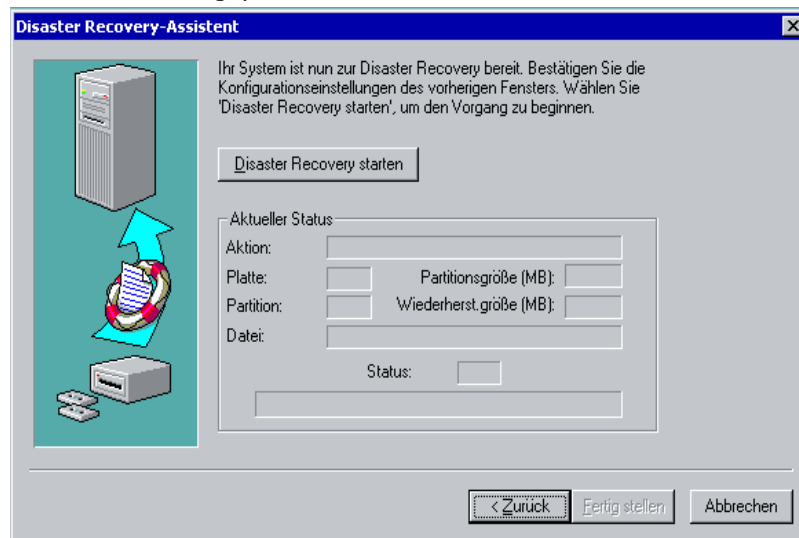 Disaster Recovery-Assistent
Ihr System ist nun zur Disaster Recovery bereit. Bestätigen Sie die
Konfigurationseinstellungen des vorherigen Fensters. Wählen Sie
'Disaster Recovery starten', um den Vorgang zu beginnen.
Disaster Recovery starten
Aktueller Status
Aktion:
Platte: Partitionsgröße (MB):
Partition: Wiederherst.größe (MB):
Datei:
Status:
< Zurück Fertig stellen Abbrechen